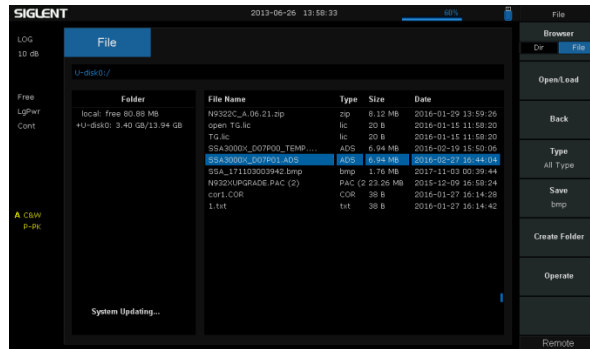 SIGLENT 2013-06-26 13:58:33 60% File
LOG
10 dB
Free
LgPwr
Cont
A C&W
P-PK
File
U-disk0:/
Folder
local: free 80.88 MB
+U-disk0: 3.40 GB/13.94 GB
System Updating...
File Name Type Size Date
N9322C_A.06.21.zip zip 8.12 MB 2016-01-29 13:59:26
open TG.lic lic 20 B 2016-01-15 11:58:20
TG.lic lic 20 B 2016-01-15 11:58:20
SSA3000X_D07P00_TEMP.... ADS 6.94 MB 2016-02-19 15:50:06
SSA3000X_D07P01.ADS ADS 6.94 MB 2016-02-27 16:44:04
SSA_171103003942.bmp bmp 1.76 MB 2017-11-03 00:39:44
N932XUPGRADE.PAC (2) PAC (2 23.26 MB 2015-12-09 16:58:24
cor1.COR COR 38 B 2016-01-27 16:14:28
1.txt txt 38 B 2016-01-27 16:14:42
Browser
Dir File
Open/Load
Back
Type
All Type
Save
bmp
Create Folder
Operate
Remote